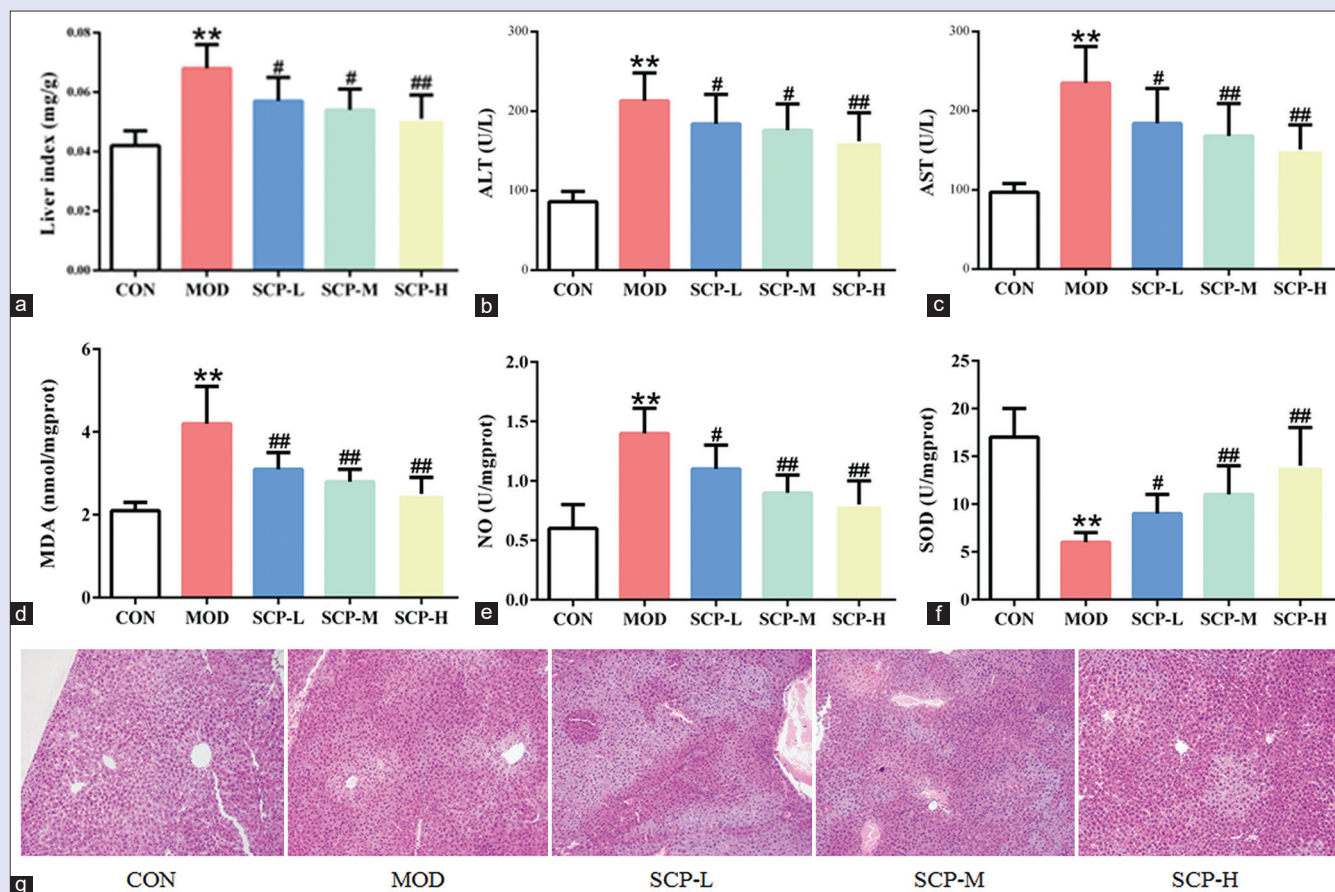 0.08
0.06
0.04
0.02
0.00
Liver index (mg/g)
** # # ##
CON MOD SCP-L SCP-M SCP-H
a
300
200
100
0
ALT (U/L)
** # # ##
CON MOD SCP-L SCP-M SCP-H
b
300
200
100
0
AST (U/L)
** # ## ##
CON MOD SCP-L SCP-M SCP-H
c
6
4
2
0
MDA (nmol/mgprot)
** ## ## ##
CON MOD SCP-L SCP-M SCP-H
d
2.0
1.5
1.0
0.5
0.0
NO (U/mgprot)
** # ## ##
CON MOD SCP-L SCP-M SCP-H
e
25
20
15
10
5
0
SOD (U/mgprot)
** # ## ##
CON MOD SCP-L SCP-M SCP-H
f
CON MOD SCP-L SCP-M SCP-H
g